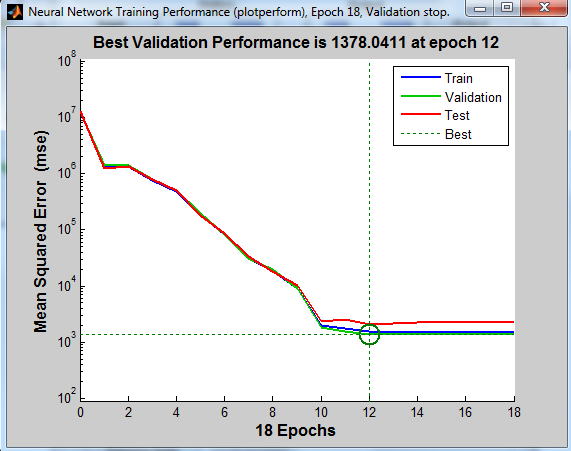 Neural Network Training Performance (plotperform), Epoch 18, Validation stop.
Best Validation Performance is 1378.0411 at epoch 12
Mean Squared Error (mse)
10^8
10^7
10^6
10^5
10^4
10^3
10^2
Train
Validation
Test
Best
0 2 4 6 8 10 12 14 16 18
18 Epochs